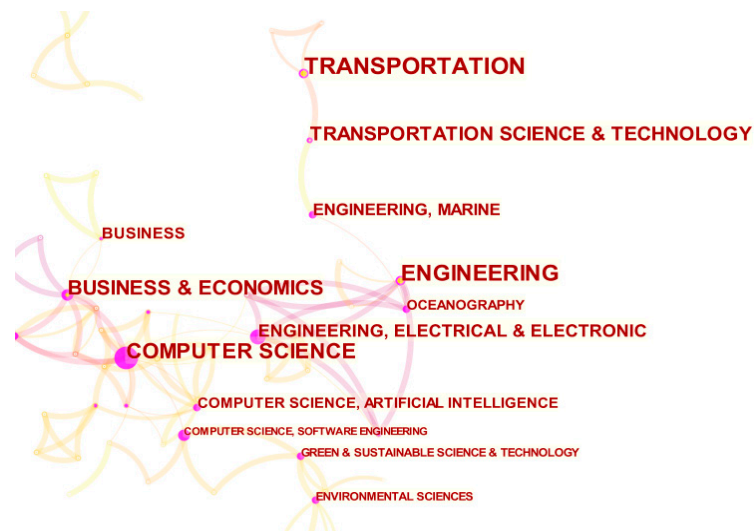 TRANSPORTATION
TRANSPORTATION SCIENCE & TECHNOLOGY
ENGINEERING, MARINE
BUSINESS
ENGINEERING
BUSINESS & ECONOMICS
OCEANOGRAPHY
ENGINEERING, ELECTRICAL & ELECTRONIC
COMPUTER SCIENCE
COMPUTER SCIENCE, ARTIFICIAL INTELLIGENCE
COMPUTER SCIENCE, SOFTWARE ENGINEERING
GREEN & SUSTAINABLE SCIENCE & TECHNOLOGY
ENVIRONMENTAL SCIENCES